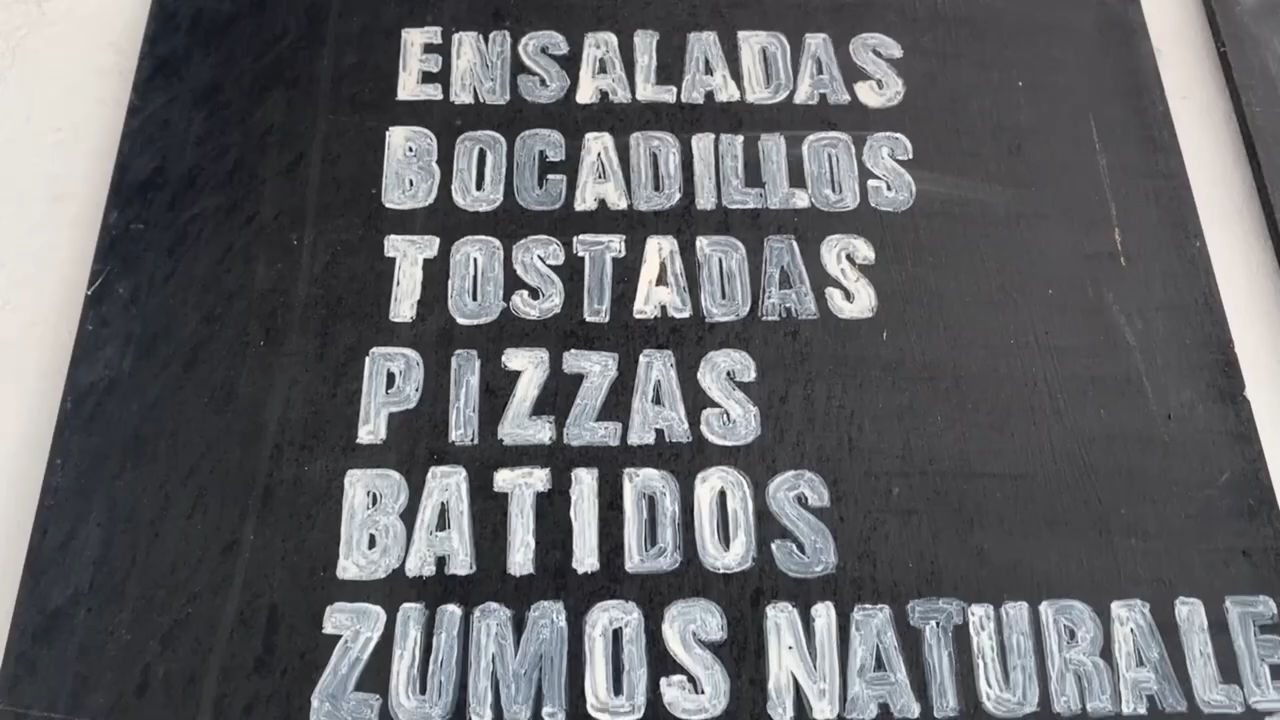 ENSALADAS
BOCADILLOS
TOSTADAS
PIZZAS
BATIDOS
ZUMOS NATURALE